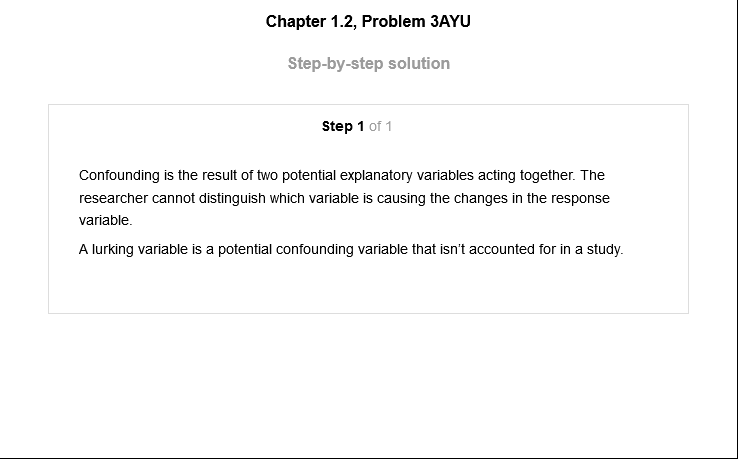 Chapter 1.2, Problem 3AYU
Step-by-step solution
Step 1 of 1
Confounding is the result of two potential explanatory variables acting together. The
researcher cannot distinguish which variable is causing the changes in the response
variable.
A lurking variable is a potential confounding variable that isn’t accounted for in a study.